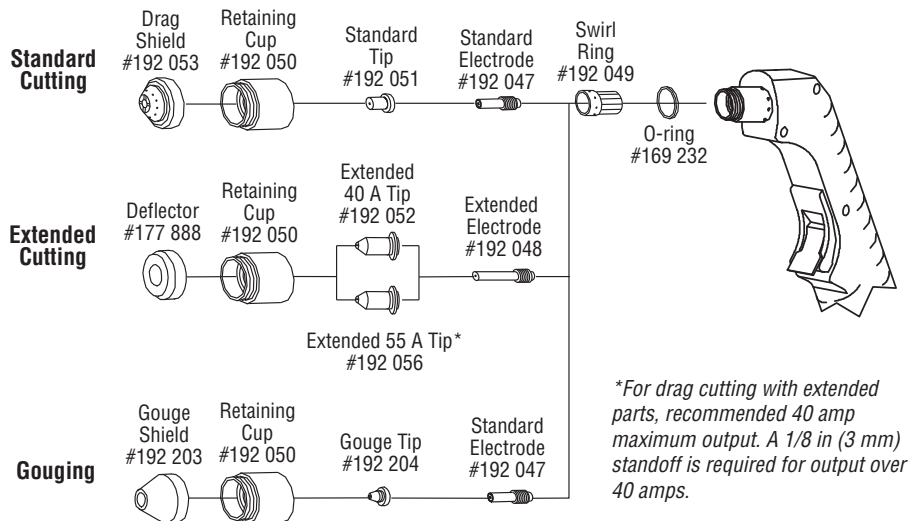 Standard
Cutting
Drag
Shield
#192 053
Retaining
Cup
#192 050
Standard
Tip
#192 051
Standard
Electrode
#192 047
Swirl
Ring
#192 049
O-ring
#169 232
Extended
Cutting
Deflector
#177 888
Retaining
Cup
#192 050
Extended
40 A Tip
#192 052
Extended 55 A Tip*
#192 056
Extended
Electrode
#192 048
Gouging
Gouge
Shield
#192 203
Retaining
Cup
#192 050
Gouge Tip
#192 204
Standard
Electrode
#192 047
*For drag cutting with extended
parts, recommended 40 amp
maximum output. A 1/8 in (3 mm)
standoff is required for output over
40 amps.